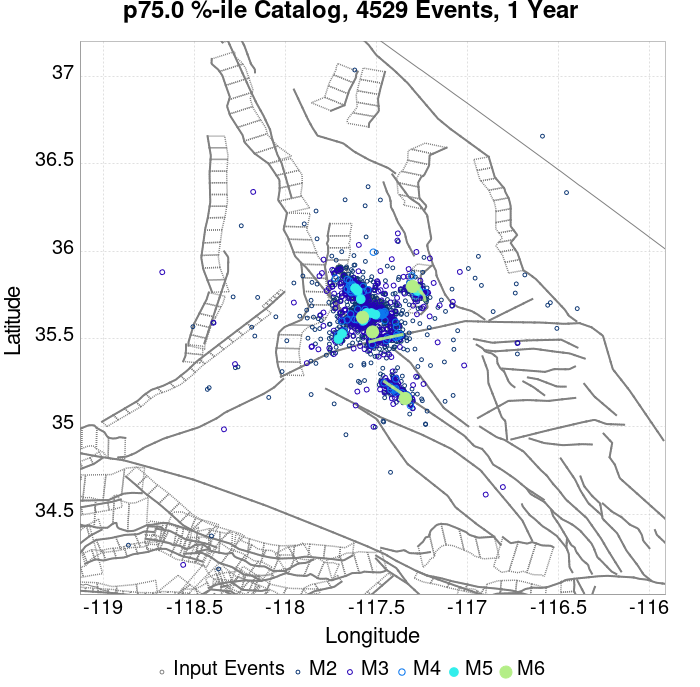 p75.0 %-ile Catalog, 4529 Events, 1 Year
37
36.5
36
35.5
35
34.5
Latitude
-119 -118.5 -118 -117.5 -117 -116.5 -116
Longitude
Input Events M2 M3 M4 M5 M6